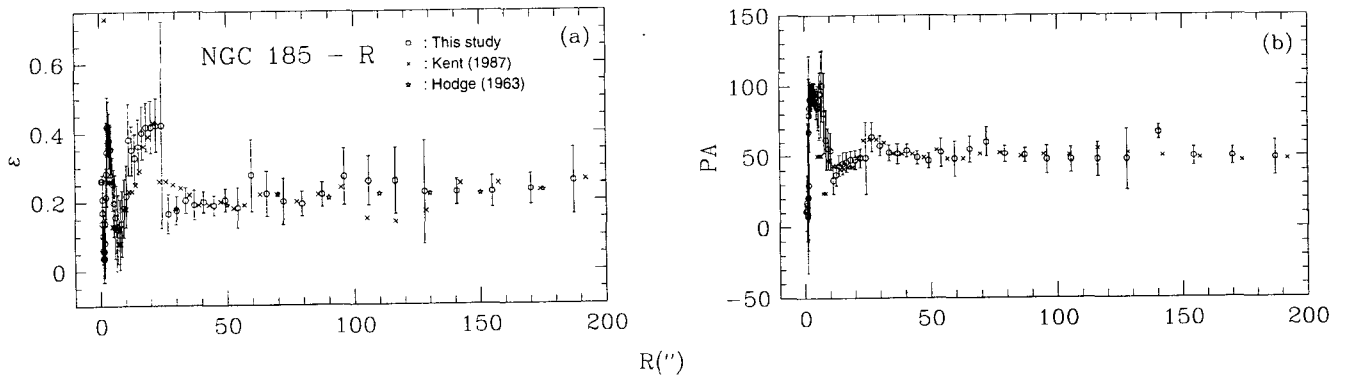 NGC 185 – R
(a)
○ : This study
× : Kent (1987)
☆ : Hodge (1963)
0.6
0.4
0.2
0
ε
0 50 100 150 200
(b)
150
100
50
0
−50
PA
0 50 100 150 200
R(″)